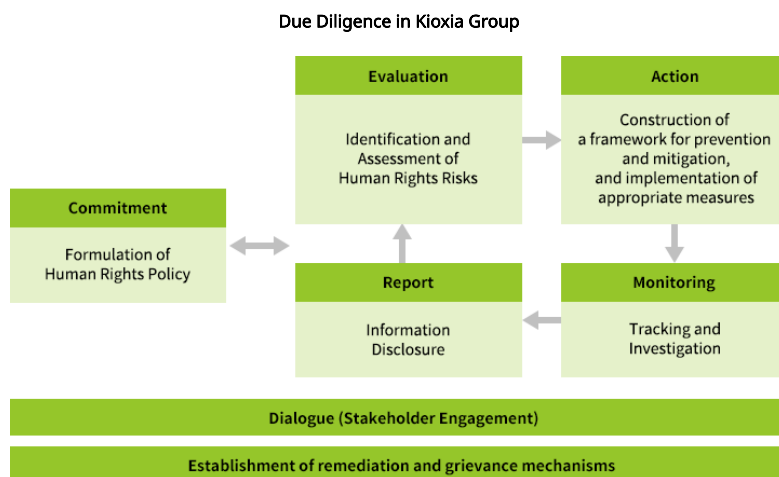 Due Diligence in Kioxia Group
Evaluation
Identification and
Assessment of
Human Rights Risks
Action
Construction of
a framework for prevention
and mitigation,
and implementation of
appropriate measures
Commitment
Formulation of
Human Rights Policy
Report
Information
Disclosure
Monitoring
Tracking and
Investigation
Dialogue (Stakeholder Engagement)
Establishment of remediation and grievance mechanisms